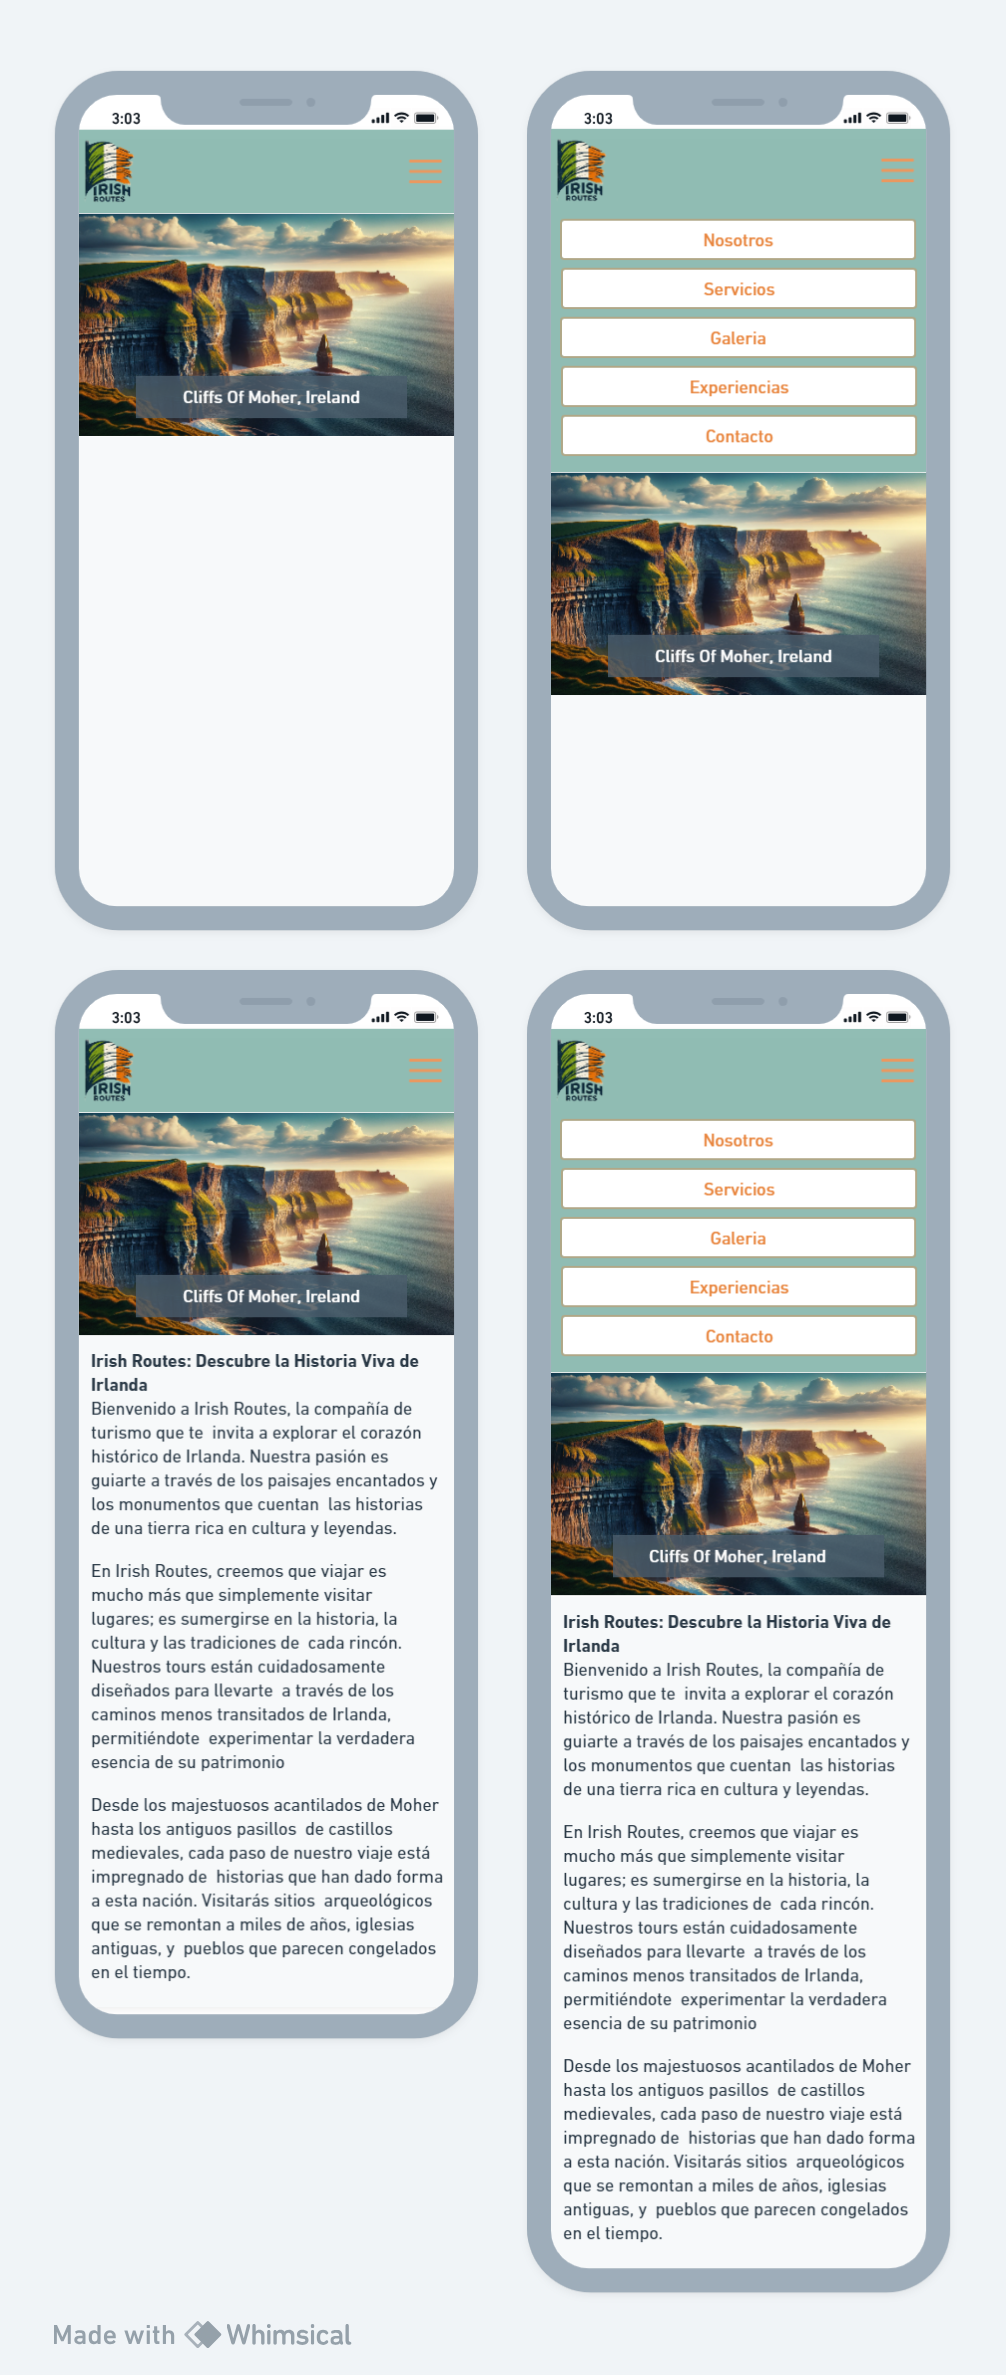 3:03
IRISH
ROUTES
Cliffs Of Moher, Ireland
3:03
IRISH
ROUTES
Nosotros
Servicios
Galeria
Experiencias
Contacto
Cliffs Of Moher, Ireland
3:03
IRISH
ROUTES
Cliffs Of Moher, Ireland
Irish Routes: Descubre la Historia Viva de
Irlanda
Bienvenido a Irish Routes, la compañía de
turismo que te  invita a explorar el corazón
histórico de Irlanda. Nuestra pasión es
guiarte a través de los paisajes encantados y
los monumentos que cuentan  las historias
de una tierra rica en cultura y leyendas.
En Irish Routes, creemos que viajar es
mucho más que simplemente visitar
lugares; es sumergirse en la historia, la
cultura y las tradiciones de  cada rincón.
Nuestros tours están cuidadosamente
diseñados para llevarte  a través de los
caminos menos transitados de Irlanda,
permitiéndote  experimentar la verdadera
esencia de su patrimonio
Desde los majestuosos acantilados de Moher
hasta los antiguos pasillos  de castillos
medievales, cada paso de nuestro viaje está
impregnado de  historias que han dado forma
a esta nación. Visitarás sitios  arqueológicos
que se remontan a miles de años, iglesias
antiguas, y  pueblos que parecen congelados
en el tiempo.
3:03
IRISH
ROUTES
Nosotros
Servicios
Galeria
Experiencias
Contacto
Cliffs Of Moher, Ireland
Irish Routes: Descubre la Historia Viva de
Irlanda
Bienvenido a Irish Routes, la compañía de
turismo que te  invita a explorar el corazón
histórico de Irlanda. Nuestra pasión es
guiarte a través de los paisajes encantados y
los monumentos que cuentan  las historias
de una tierra rica en cultura y leyendas.
En Irish Routes, creemos que viajar es
mucho más que simplemente visitar
lugares; es sumergirse en la historia, la
cultura y las tradiciones de  cada rincón.
Nuestros tours están cuidadosamente
diseñados para llevarte  a través de los
caminos menos transitados de Irlanda,
permitiéndote  experimentar la verdadera
esencia de su patrimonio
Desde los majestuosos acantilados de Moher
hasta los antiguos pasillos  de castillos
medievales, cada paso de nuestro viaje está
impregnado de  historias que han dado forma
a esta nación. Visitarás sitios  arqueológicos
que se remontan a miles de años, iglesias
antiguas, y  pueblos que parecen congelados
en el tiempo.
Made with Whimsical